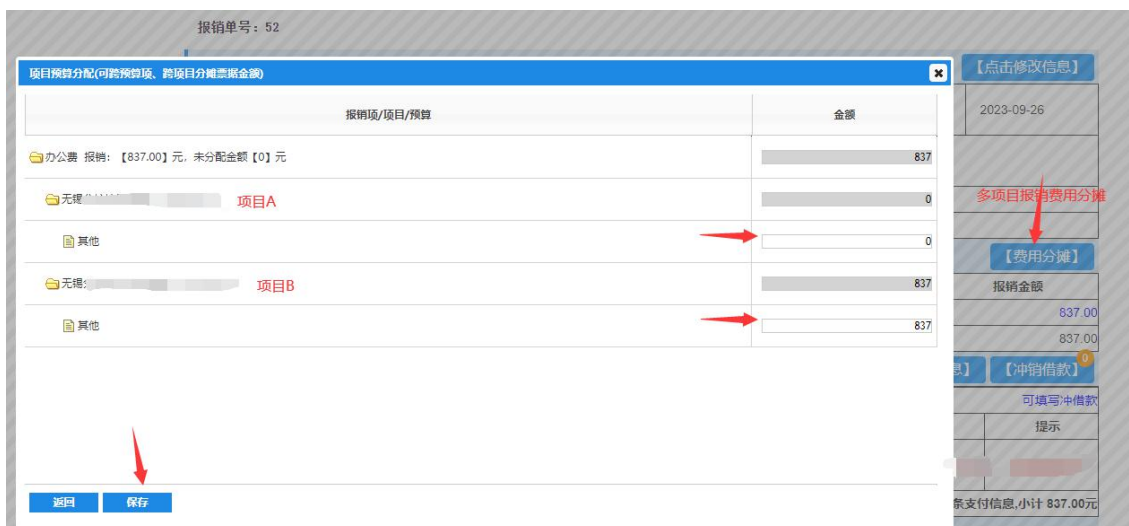 报销单号：52
项目预算分配(可跨预算项、跨项目分摊票据金额)
【点击修改信息】
报销项/项目/预算
金额
2023-09-26
办公费 报销：【837.00】元，未分配金额【0】元
837
无锡
项目A
0
多项目报销费用分摊
其他
0
【费用分摊】
无锡
项目B
837
报销金额
837.00
其他
837
837.00
息】
【冲销借款】
0
可填写冲借款
提示
返回
保存
条支付信息,小计 837.00元